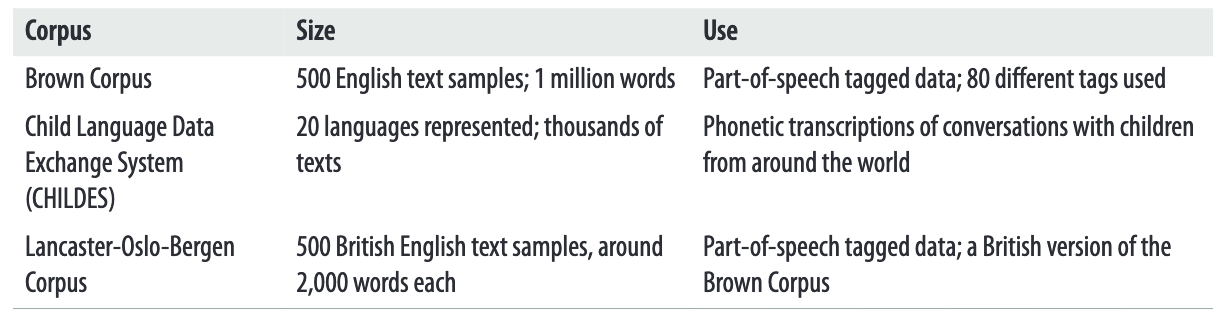 Corpus Size Use
Brown Corpus 500 English text samples; 1 million words Part-of-speech tagged data; 80 different tags used
Child Language Data 20 languages represented; thousands of Phonetic transcriptions of conversations with children
Exchange System texts from around the world
(CHILDES)
Lancaster-Oslo-Bergen 500 British English text samples, around Part-of-speech tagged data; a British version of the
Corpus 2,000 words each Brown Corpus